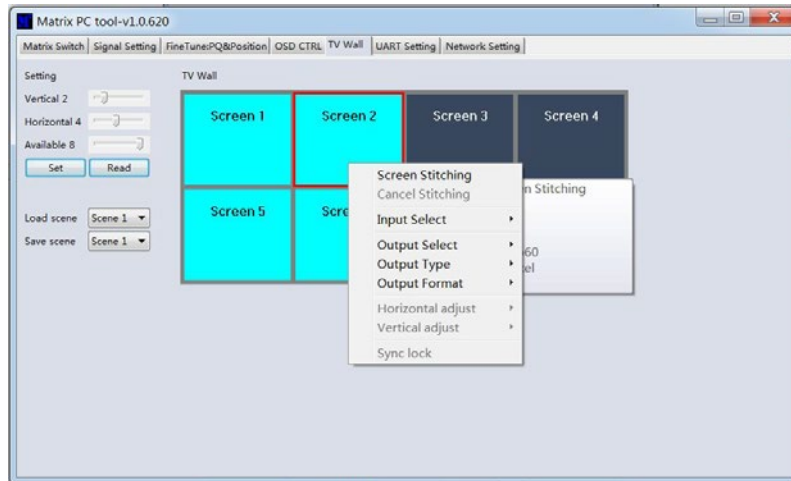 Matrix PC tool-v1.0.620
Matrix Switch Signal Setting FineTune:PQ&Position OSD CTRL TV Wall UART Setting Network Setting
Setting
TV Wall
Vertical 2
Horizontal 4
Available 8
Set Read
Load scene Scene 1
Save scene Scene 1
Screen 1 Screen 2 Screen 3 Screen 4
Screen 5
Screen Stitching
Cancel Stitching
Input Select
Output Select
Output Type
Output Format
Horizontal adjust
Vertical adjust
Sync lock
Stitching
60